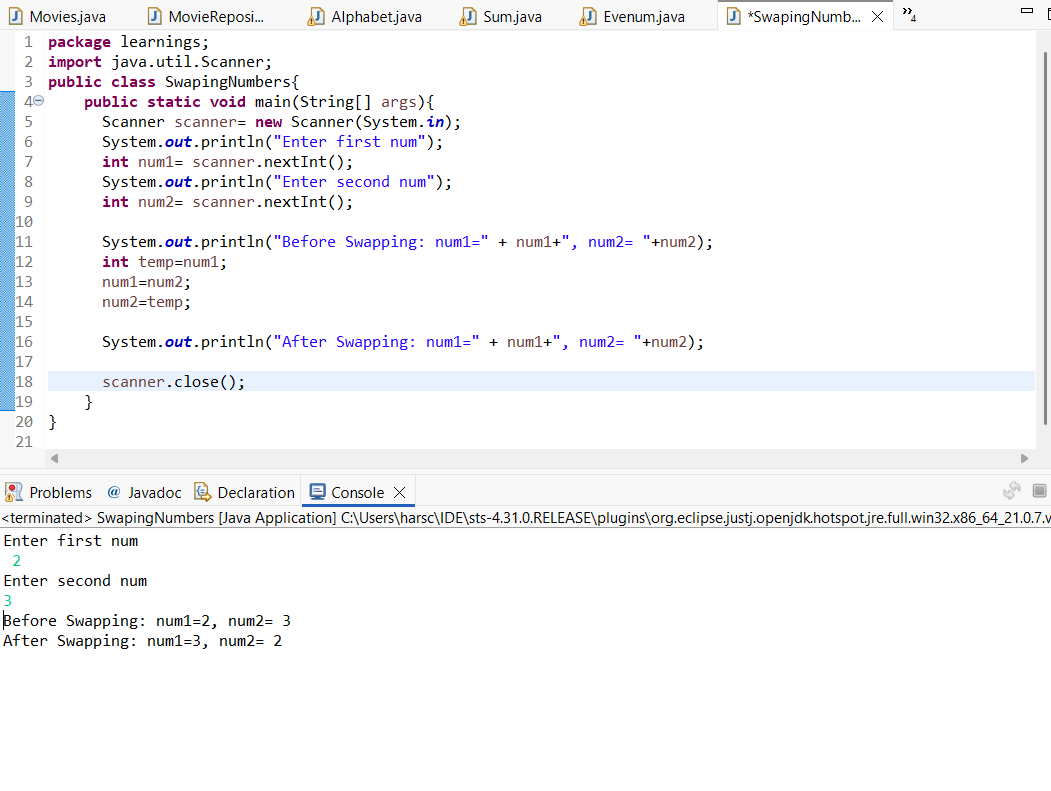 Movies.java MovieReposi... Alphabet.java Sum.java Evenum.java *SwapingNumb... »4
1 package learnings;
2 import java.util.Scanner;
3 public class SwapingNumbers{
4 public static void main(String[] args){
5 Scanner scanner= new Scanner(System.in);
6 System.out.println("Enter first num");
7 int num1= scanner.nextInt();
8 System.out.println("Enter second num");
9 int num2= scanner.nextInt();
10
11 System.out.println("Before Swapping: num1=" + num1+", num2= "+num2);
12 int temp=num1;
13 num1=num2;
14 num2=temp;
15
16 System.out.println("After Swapping: num1=" + num1+", num2= "+num2);
17
18 scanner.close();
19 }
20 }
21
Problems @ Javadoc Declaration Console
<terminated> SwapingNumbers [Java Application] C:\Users\harsc\IDE\sts-4.31.0.RELEASE\plugins\org.eclipse.justj.openjdk.hotspot.jre.full.win32.x86_64_21.0.7.v
Enter first num
2
Enter second num
3
Before Swapping: num1=2, num2= 3
After Swapping: num1=3, num2= 2